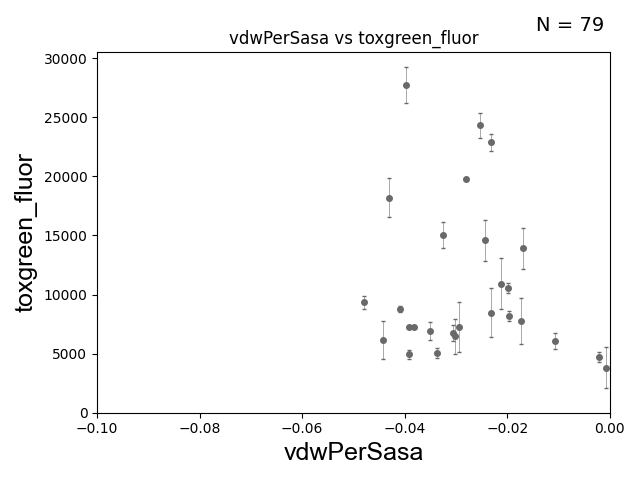 N = 79
vdwPerSasa vs toxgreen_fluor
30000
25000
20000
15000
10000
5000
0
toxgreen_fluor
−0.10 −0.08 −0.06 −0.04 −0.02 0.00
vdwPerSasa